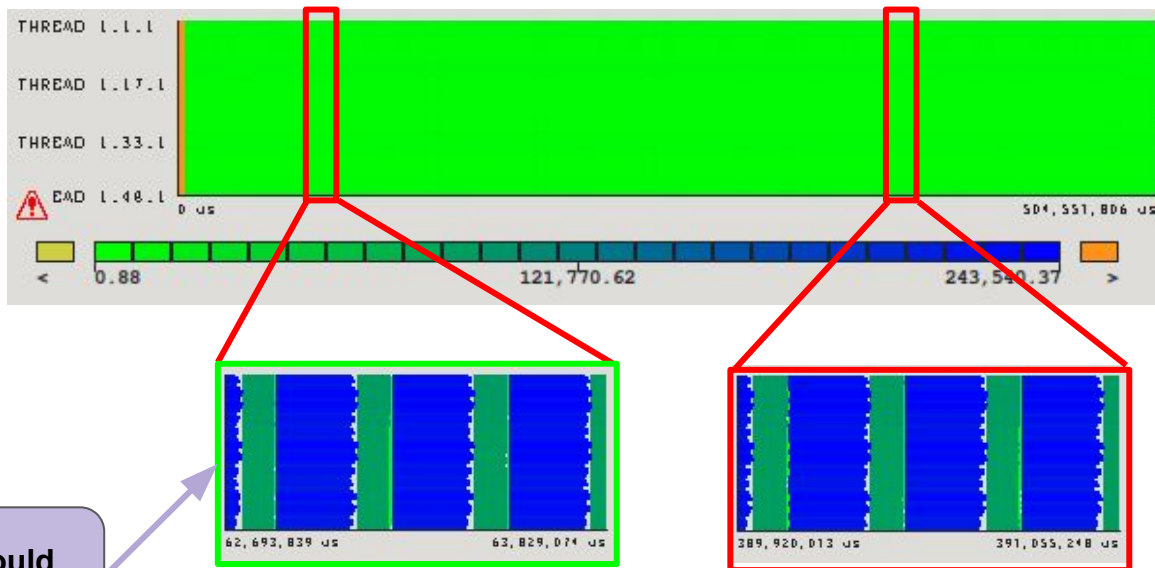 THREAD 1.1.1
THREAD 1.17.1
THREAD 1.33.1
EAD 1.48.1
0 us 504,551,806 us
< 0.88 121,770.62 243,540.37 >
62,693,839 us 63,829,074 us
389,920,013 us 391,055,248 us
ould